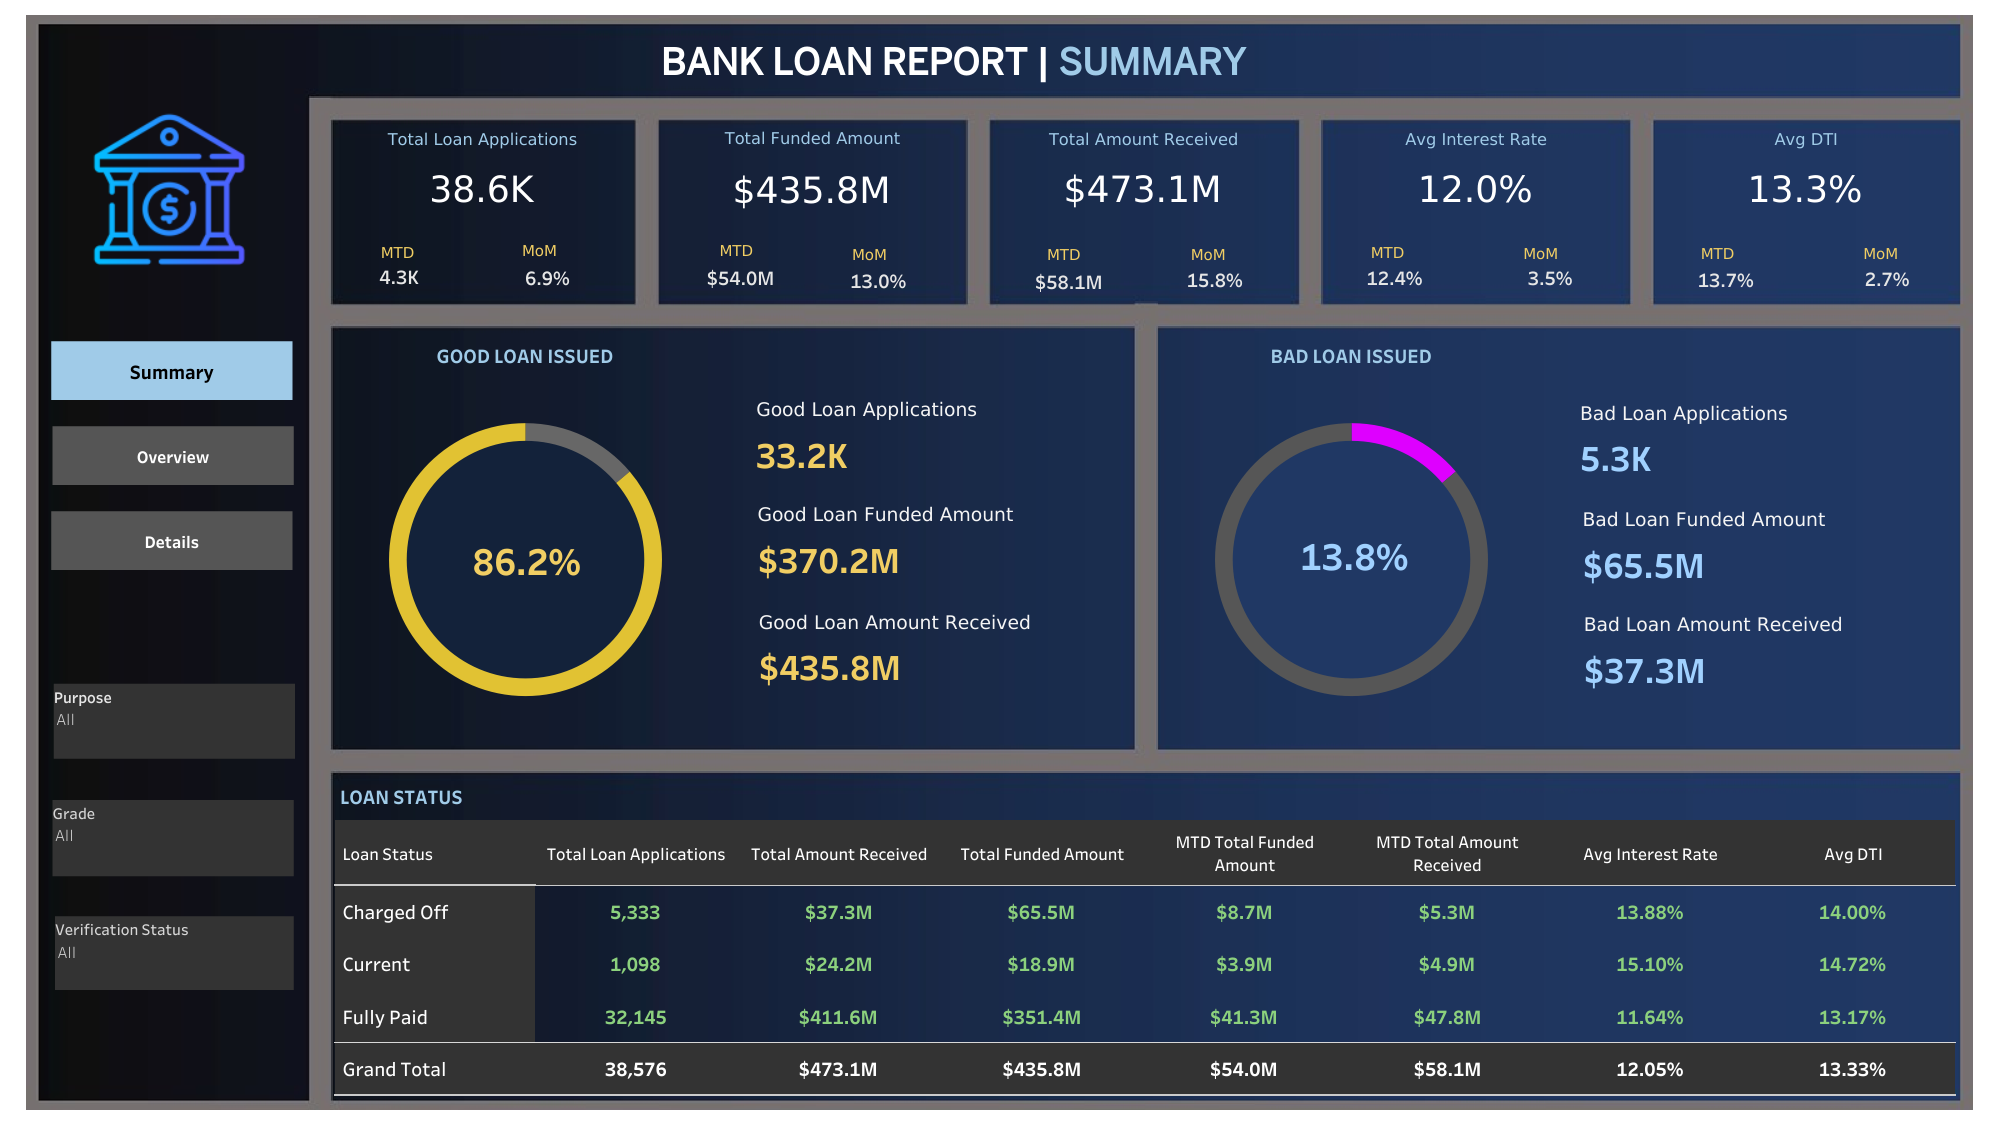 BANK LOAN REPORT | SUMMARY
$
Summary
Overview
Details
Purpose
All
Grade
All
Verification Status
All
Total Loan Applications
38.6K
MTD MoM
4.3K 6.9%
Total Funded Amount
$435.8M
MTD MoM
$54.0M 13.0%
Total Amount Received
$473.1M
MTD MoM
$58.1M 15.8%
Avg Interest Rate
12.0%
MTD MoM
12.4% 3.5%
Avg DTI
13.3%
MTD MoM
13.7% 2.7%
GOOD LOAN ISSUED
86.2%
Good Loan Applications
33.2K
Good Loan Funded Amount
$370.2M
Good Loan Amount Received
$435.8M
BAD LOAN ISSUED
13.8%
Bad Loan Applications
5.3K
Bad Loan Funded Amount
$65.5M
Bad Loan Amount Received
$37.3M
LOAN STATUS
Loan Status Total Loan Applications Total Amount Received Total Funded Amount MTD Total Funded Amount MTD Total Amount Received Avg Interest Rate Avg DTI
Charged Off 5,333 $37.3M $65.5M $8.7M $5.3M 13.88% 14.00%
Current 1,098 $24.2M $18.9M $3.9M $4.9M 15.10% 14.72%
Fully Paid 32,145 $411.6M $351.4M $41.3M $47.8M 11.64% 13.17%
Grand Total 38,576 $473.1M $435.8M $54.0M $58.1M 12.05% 13.33%